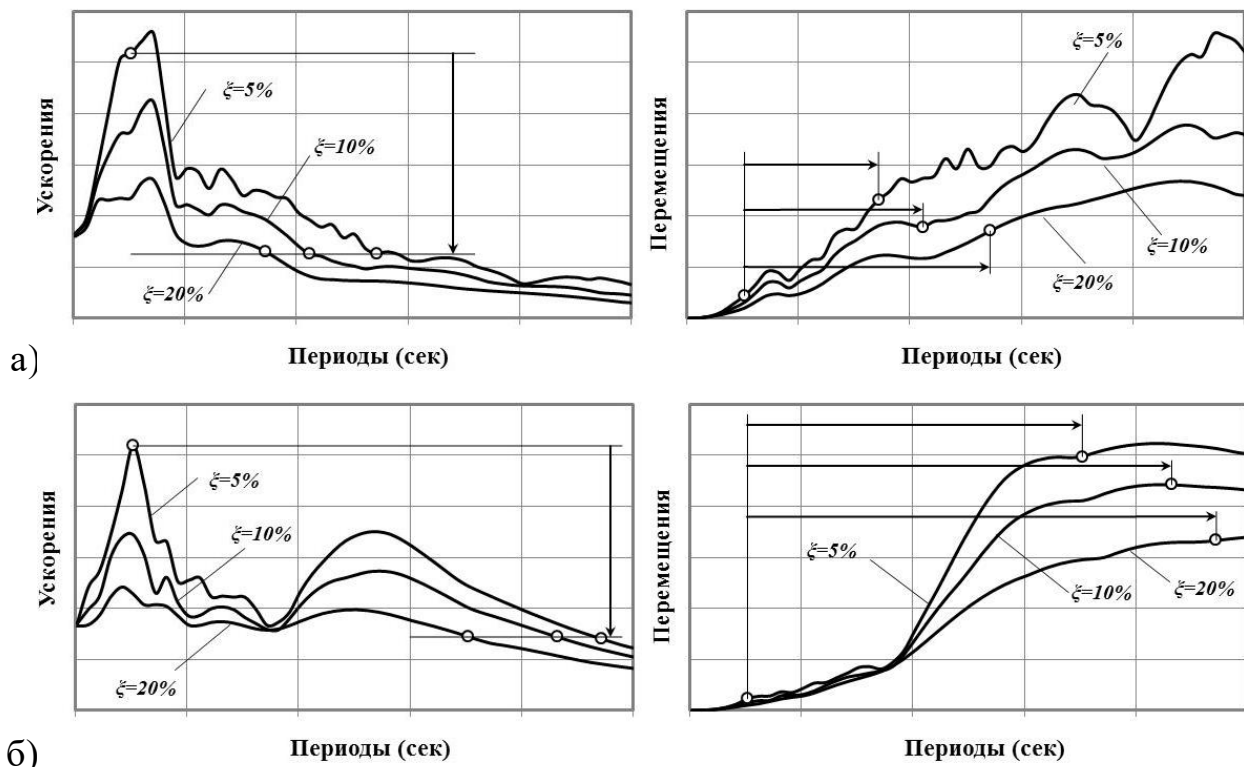 Ускорения
ξ=5%
ξ=10%
ξ=20%
Периоды (сек)
Перемещения
ξ=5%
ξ=10%
ξ=20%
Периоды (сек)
а)
Ускорения
ξ=5%
ξ=10%
ξ=20%
Периоды (сек)
Перемещения
ξ=5%
ξ=10%
ξ=20%
Периоды (сек)
б)